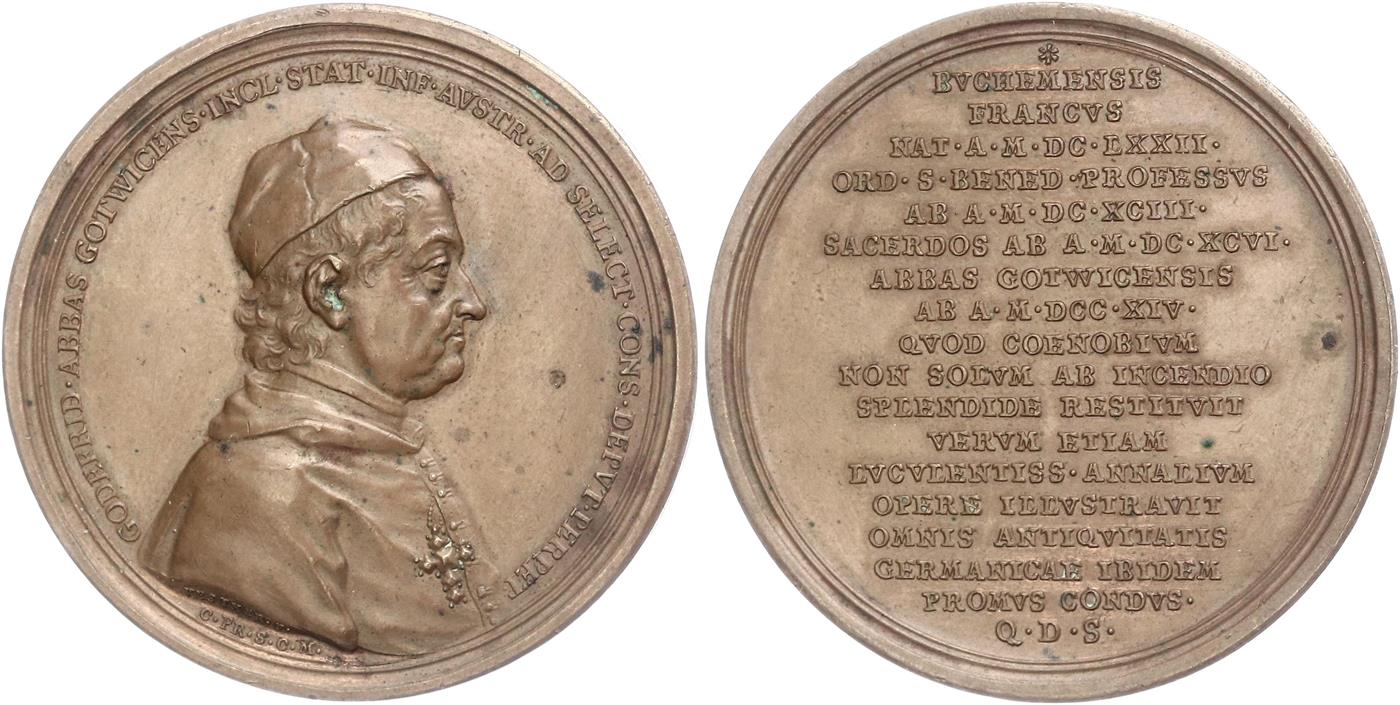 GODEFRID·ABBAS GOTWICENS·INCL·STAT·INF·AVSTR·AD SELECT·CONS·DEPVT·PERPET
C·PR·S·C·M·
BVCHEMENSIS
FRANCVS
NAT·A·M·DC·LXXII·
ORD·S·BENED·PROFESSVS
AB A·M·DC·XCIII·
SACERDOS AB A·M·DC·XCVI·
ABBAS GOTWICENSIS
AB A·M·DCC·XIV·
QVOD COENOBIVM
NON SOLVM AB INCENDIO
SPLENDIDE RESTITVIT
VERVM ETIAM
LVCVLENTISS·ANNALIVM
OPERE ILLVSTRAVIT
OMNIS ANTIQVITATIS
GERMANICAE IBIDEM
PROMVS CONDVS·
Q·D·S·